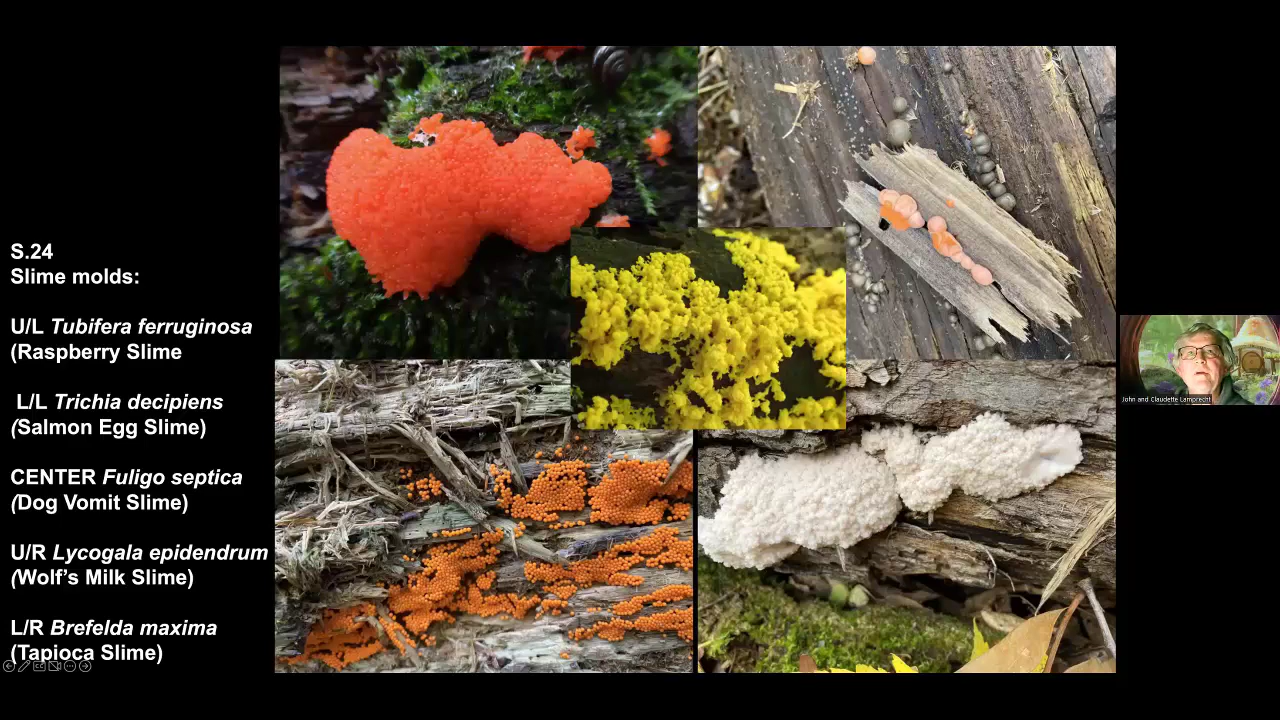 S.24
Slime molds:
U/L Tubifera ferruginosa
(Raspberry Slime
L/L Trichia decipiens
(Salmon Egg Slime)
CENTER Fuligo septica
(Dog Vomit Slime)
U/R Lycogala epidendrum
(Wolf's Milk Slime)
L/R Brefelda maxima
(Tapioca Slime)
John and Claudette Lamprecht